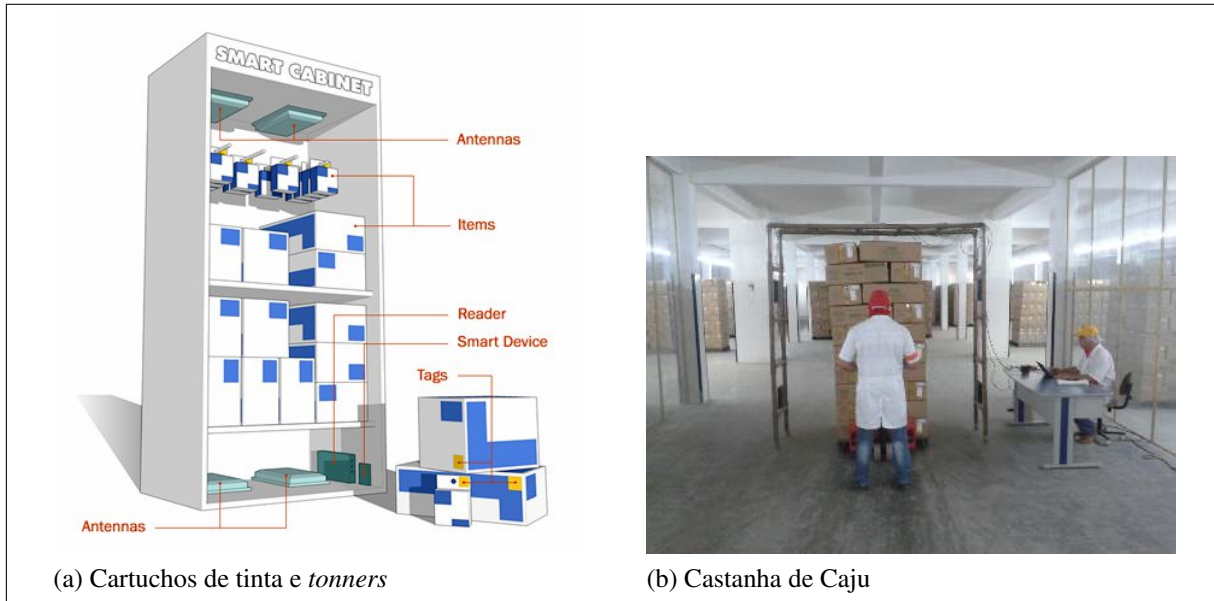 SMART CABINET
Antennas
Items
Reader
Smart Device
Tags
Antennas
(a) Cartuchos de tinta e tonners
(b) Castanha de Caju